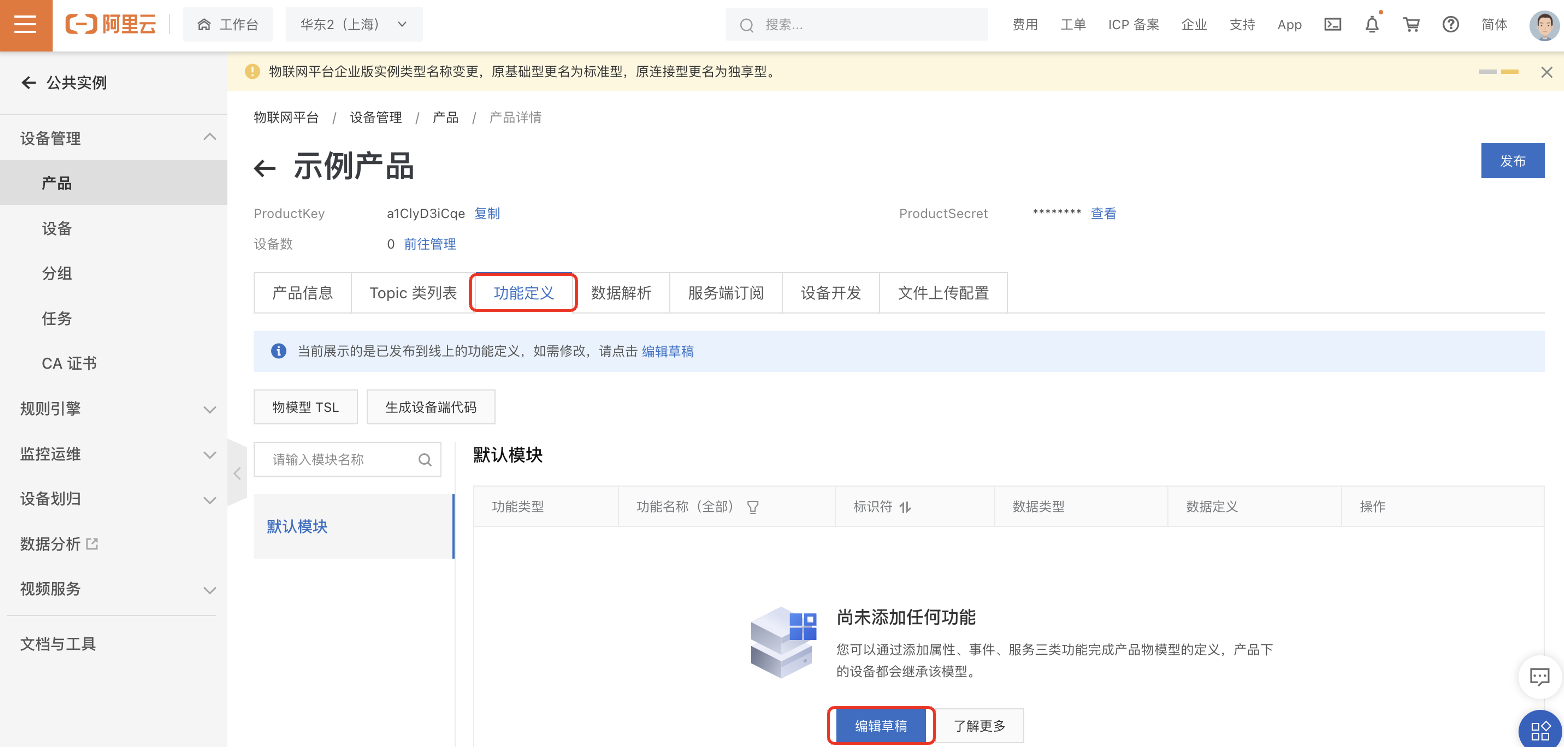 阿里云
工作台
华东2（上海）
搜索...
费用
工单
ICP 备案
企业
支持
App
简体
公共实例
物联网平台企业版实例类型名称变更，原基础型更名为标准型，原连接型更名为独享型。
设备管理
产品
设备
分组
任务
CA 证书
规则引擎
监控运维
设备划归
数据分析
视频服务
文档与工具
物联网平台 / 设备管理 / 产品 / 产品详情
示例产品
发布
ProductKey a1ClyD3iCqe 复制
ProductSecret ******** 查看
设备数 0 前往管理
产品信息
Topic 类列表
功能定义
数据解析
服务端订阅
设备开发
文件上传配置
当前展示的是已发布到线上的功能定义，如需修改，请点击 编辑草稿
物模型 TSL
生成设备端代码
请输入模块名称
默认模块
默认模块
功能类型
功能名称（全部）
标识符
数据类型
数据定义
操作
尚未添加任何功能
您可以通过添加属性、事件、服务三类功能完成产品物模型的定义，产品下
的设备都会继承该模型。
编辑草稿
了解更多